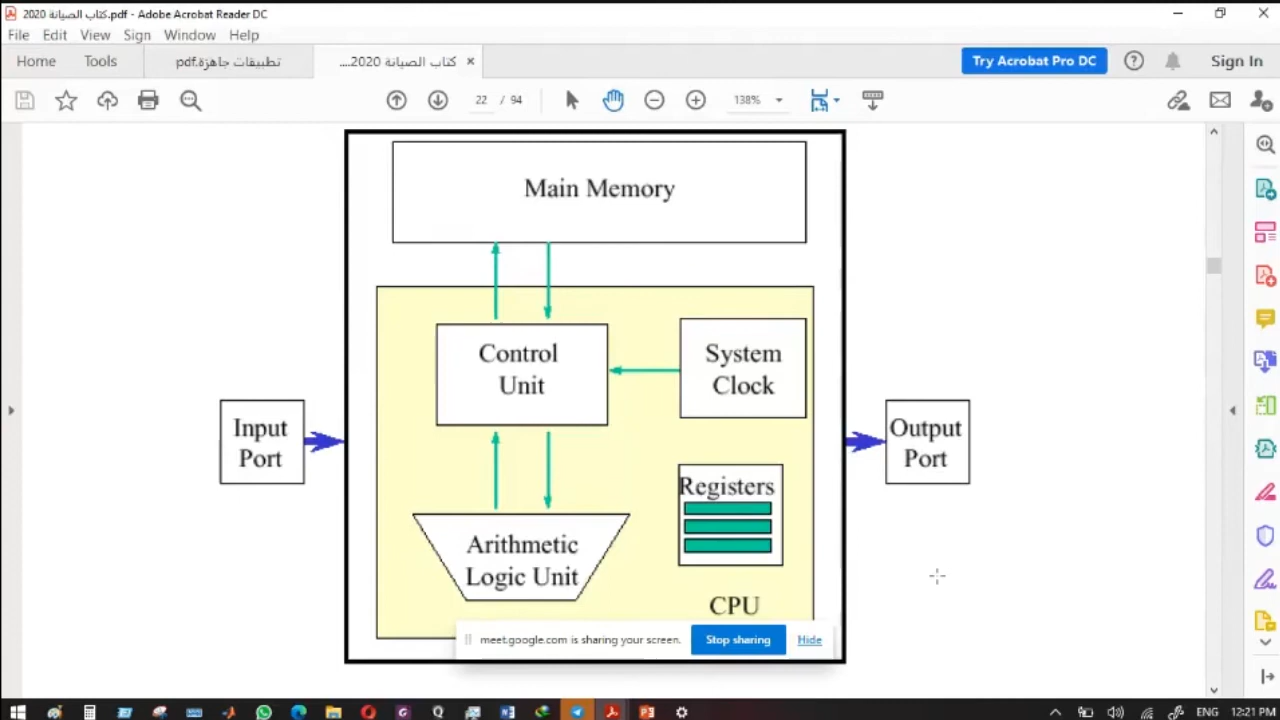 كتاب الصيانة 2020.pdf - Adobe Acrobat Reader DC
File Edit View Sign Window Help
Home Tools تطبيقات جاهزة.pdf كتاب الصيانة 2020.... × Try Acrobat Pro DC Sign In
22 / 94 138%
Main Memory
Control
Unit
System
Clock
Input
Port
Output
Port
Registers
Arithmetic
Logic Unit
CPU
meet.google.com is sharing your screen. Stop sharing Hide
ENG 12:21 PM